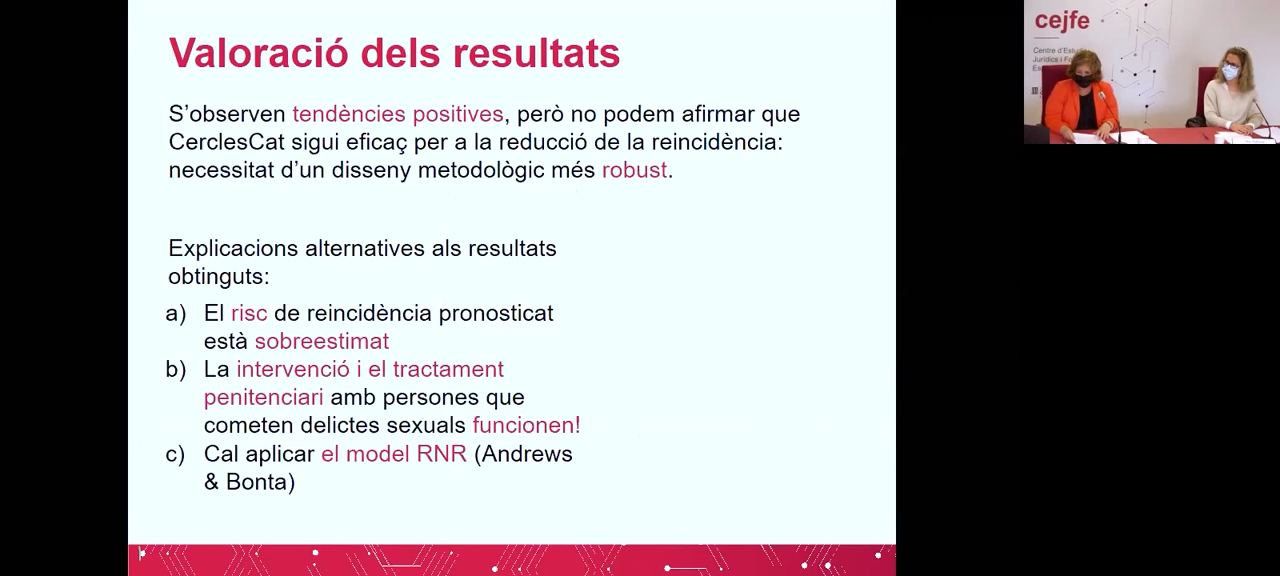 Valoració dels resultats
S'observen tendències positives, però no podem afirmar que
CerclesCat sigui eficaç per a la reducció de la reincidència:
necessitat d'un disseny metodològic més robust.
Explicacions alternatives als resultats
obtinguts:
a) El risc de reincidència pronosticat
està sobreestimat
b) La intervenció i el tractament
penitenciari amb persones que
cometen delictes sexuals funcionen!
c) Cal aplicar el model RNR (Andrews
& Bonta)
cejfe
Centre d'Estudis
Jurídics i